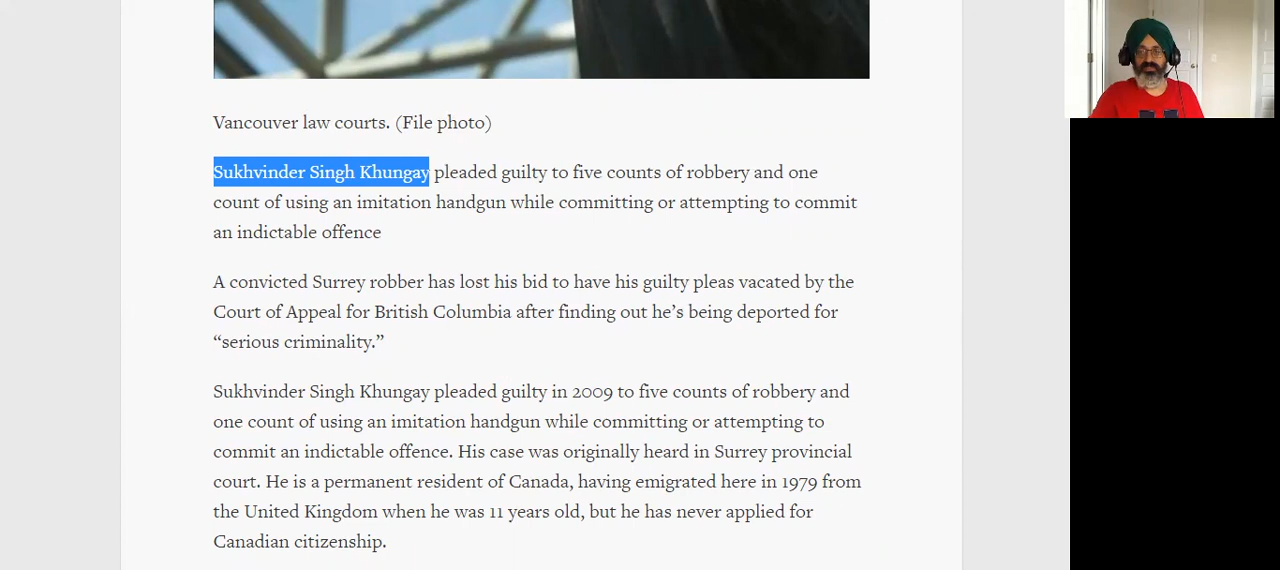 Vancouver law courts. (File photo)
Sukhvinder Singh Khungay pleaded guilty to five counts of robbery and one
count of using an imitation handgun while committing or attempting to commit
an indictable offence
A convicted Surrey robber has lost his bid to have his guilty pleas vacated by the
Court of Appeal for British Columbia after finding out he’s being deported for
“serious criminality.”
Sukhvinder Singh Khungay pleaded guilty in 2009 to five counts of robbery and
one count of using an imitation handgun while committing or attempting to
commit an indictable offence. His case was originally heard in Surrey provincial
court. He is a permanent resident of Canada, having emigrated here in 1979 from
the United Kingdom when he was 11 years old, but he has never applied for
Canadian citizenship.